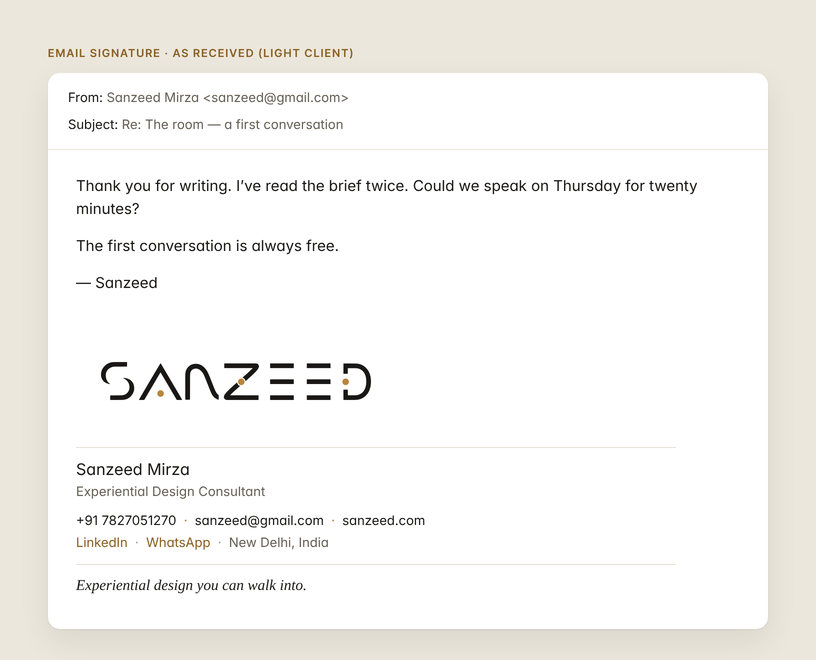 EMAIL SIGNATURE · AS RECEIVED (LIGHT CLIENT)
From: Sanzeed Mirza <sanzeed@gmail.com>
Subject: Re: The room — a first conversation
Thank you for writing. I’ve read the brief twice. Could we speak on Thursday for twenty
minutes?
The first conversation is always free.
— Sanzeed
SANZEED
Sanzeed Mirza
Experiential Design Consultant
+91 7827051270 · sanzeed@gmail.com · sanzeed.com
LinkedIn · WhatsApp · New Delhi, India
Experiential design you can walk into.